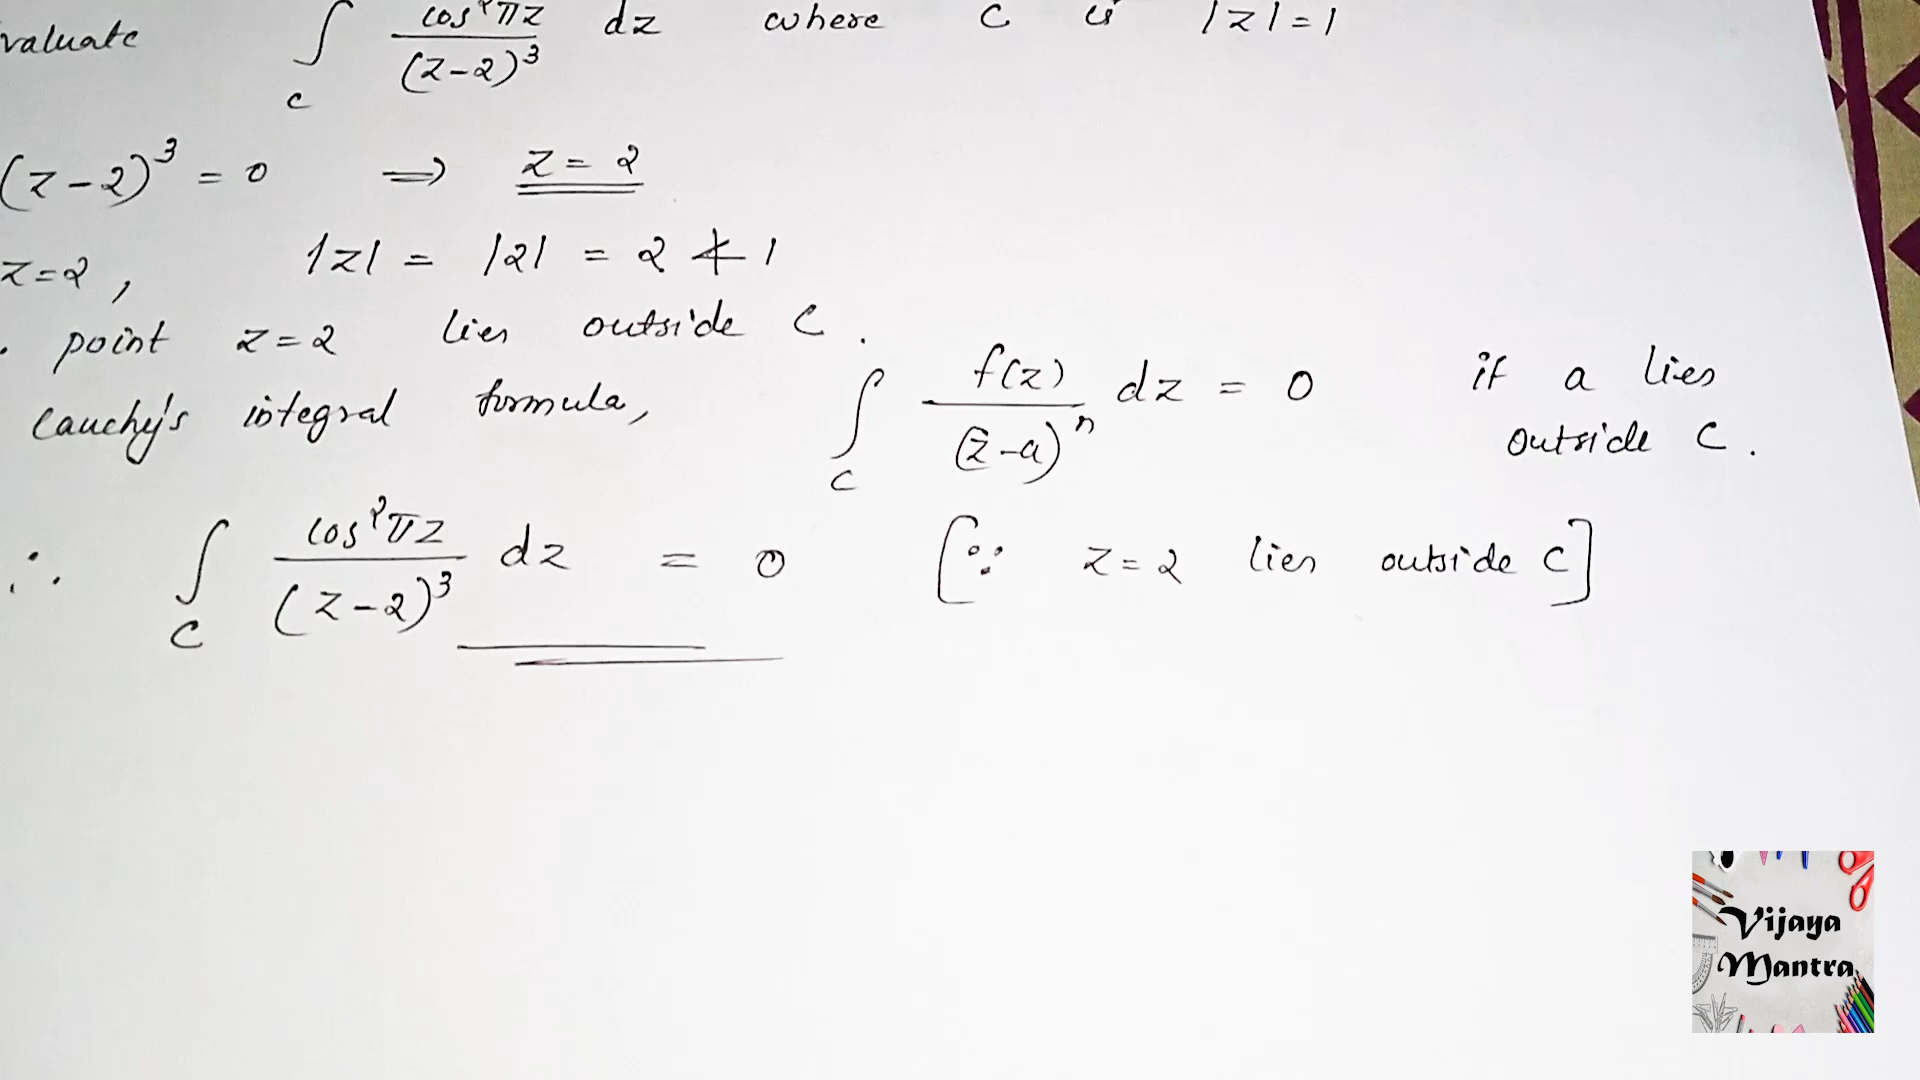 valuate ∫_C cos²πz/(z-2)³ dz where C is |z|=1
(z-2)³ = 0 ⟹ z = 2
z=2, |z| = |2| = 2 ≮ 1
. point z=2 lies outside C.
Cauchy's integral formula, ∫_C f(z)/(z-a)ⁿ dz = 0 if a lies outside C.
∴ ∫_C cos²πz/(z-2)³ dz = 0 [∵ z=2 lies outside C]
Vijaya
Mantra